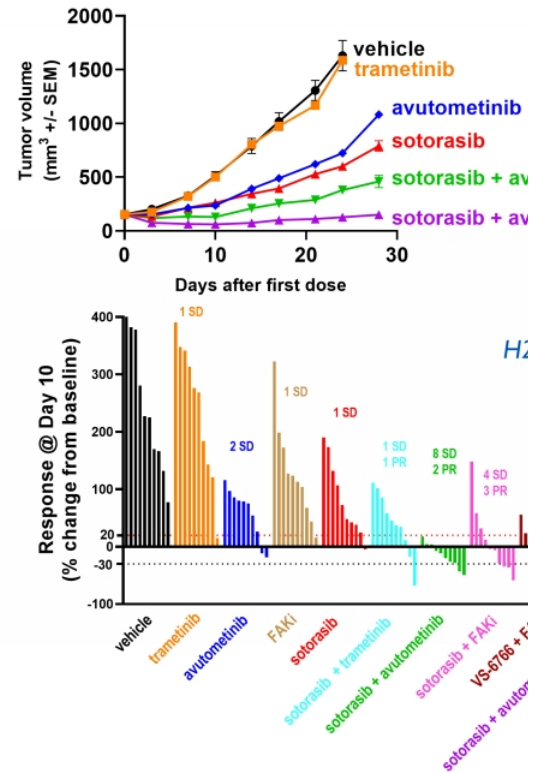 2000
1500
1000
500
0
Tumor volume
(mm³ +/- SEM)
vehicle
trametinib
avutometinib
sotorasib
sotorasib + av
sotorasib + av
0 10 20 30
Days after first dose
400
300
200
100
20
0
-30
-100
Response @ Day 10
(% change from baseline)
H2
1 SD
2 SD
1 SD
1 SD
1 SD
1 PR
8 SD
2 PR
4 SD
3 PR
vehicle
trametinib
avutometinib
FAKi
sotorasib
sotorasib + trametinib
sotorasib + avutometinib
sotorasib + FAKi
VS-6766 + FA
sotorasib + avutom